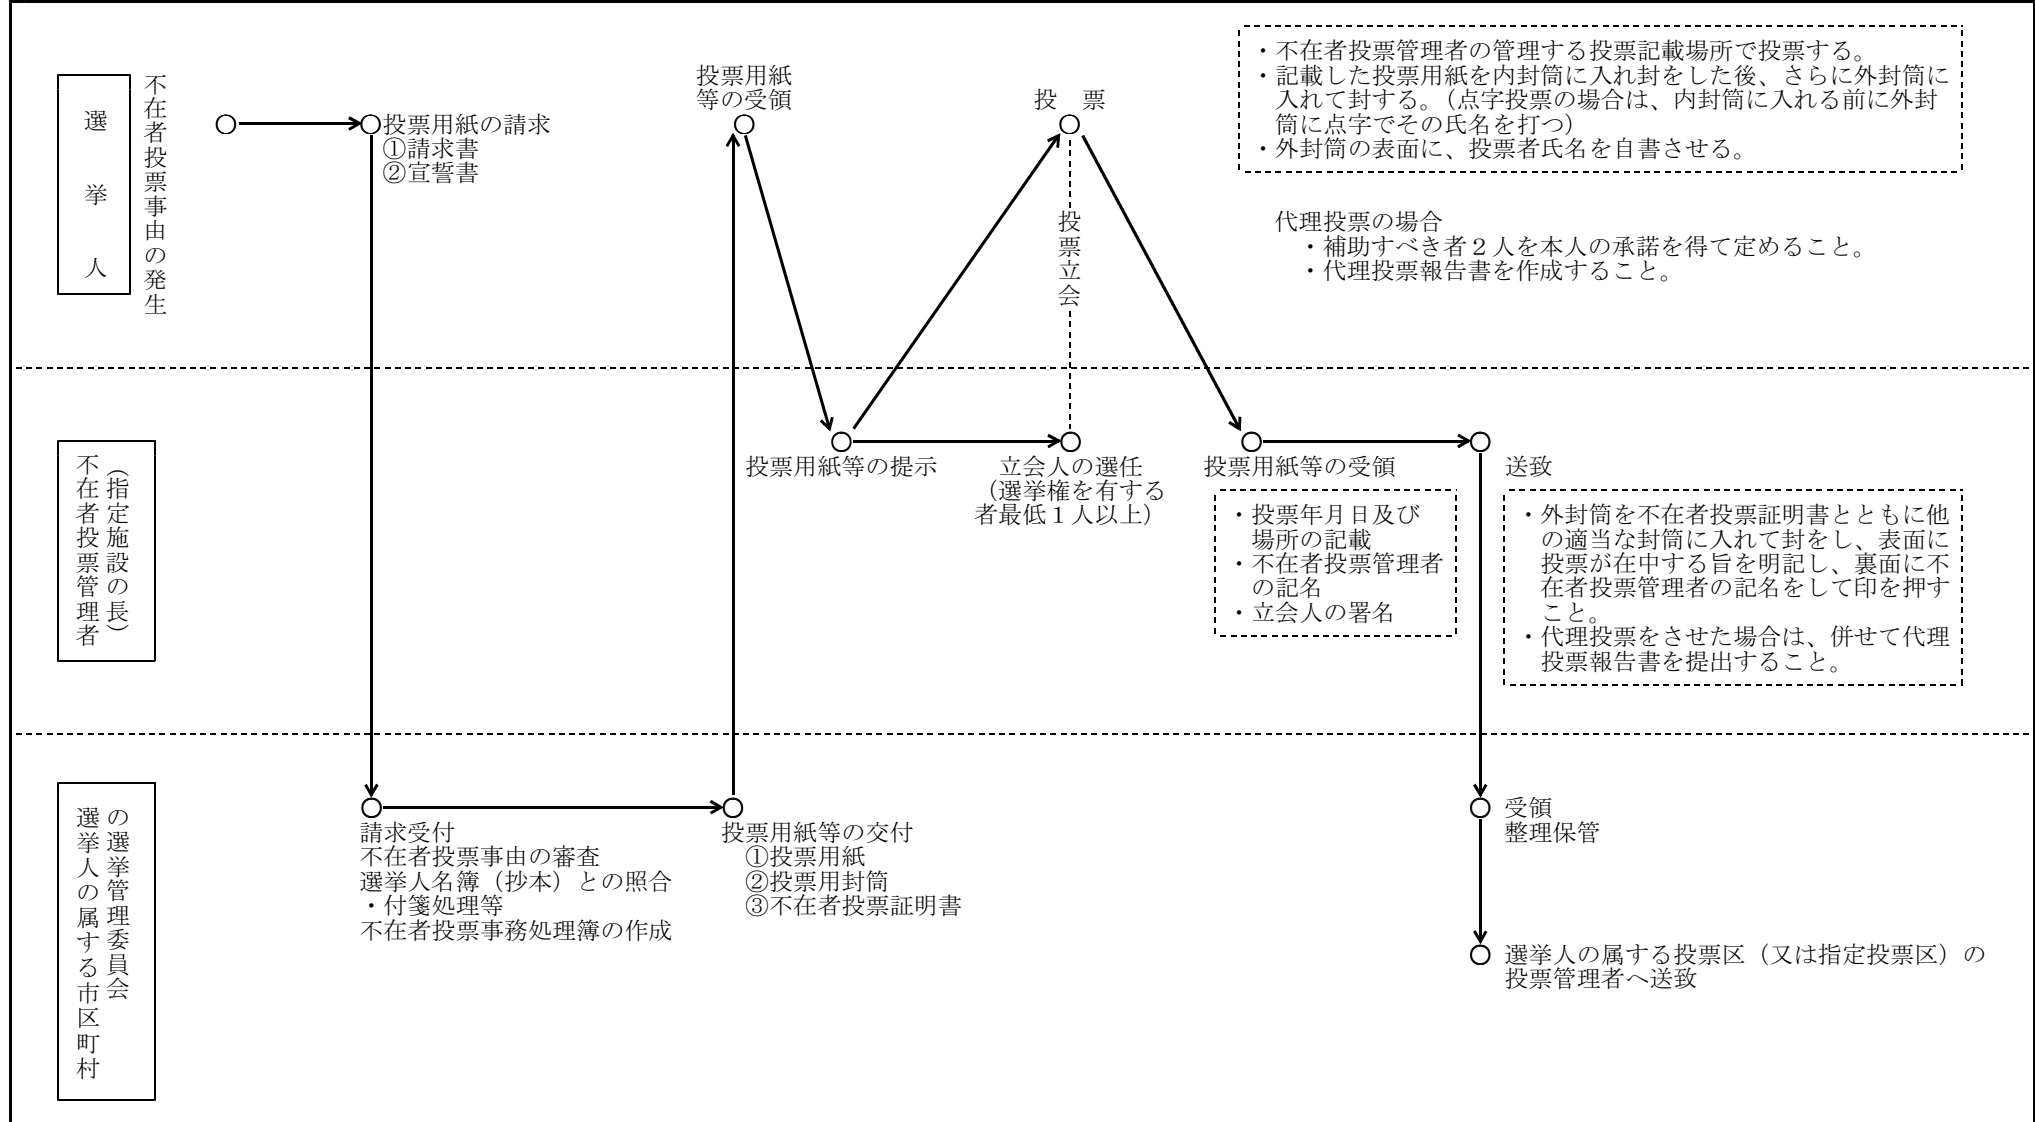 選挙人
不在者投票事由の発生
投票用紙の請求
①請求書
②宣誓書
投票用紙
等の受領
投　票
投票立会
・不在者投票管理者の管理する投票記載場所で投票する。
・記載した投票用紙を内封筒に入れ封をした後、さらに外封筒に
入れて封する。（点字投票の場合は、内封筒に入れる前に外封
筒に点字でその氏名を打つ）
・外封筒の表面に、投票者氏名を自書させる。
代理投票の場合
・補助すべき者２人を本人の承諾を得て定めること。
・代理投票報告書を作成すること。
（指定施設の長）
不在者投票管理者
投票用紙等の提示
立会人の選任
（選挙権を有する
者最低１人以上）
投票用紙等の受領
・投票年月日及び
場所の記載
・不在者投票管理者
の記名
・立会人の署名
送致
・外封筒を不在者投票証明書とともに他
の適当な封筒に入れて封をし、表面に
投票が在中する旨を明記し、裏面に不
在者投票管理者の記名をして印を押す
こと。
・代理投票をさせた場合は、併せて代理
投票報告書を提出すること。
の選挙管理委員会
選挙人の属する市区町村
請求受付
不在者投票事由の審査
選挙人名簿（抄本）との照合
・付箋処理等
不在者投票事務処理簿の作成
投票用紙等の交付
①投票用紙
②投票用封筒
③不在者投票証明書
受領
整理保管
選挙人の属する投票区（又は指定投票区）の
投票管理者へ送致